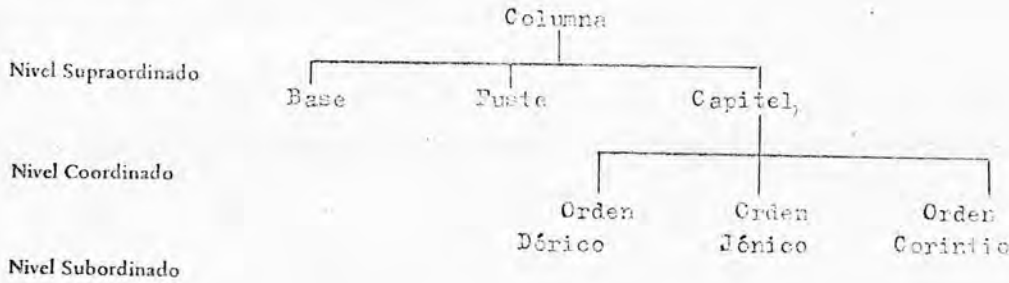 Columna
Nivel Supraordinado
Base Fuste Capitel,
Nivel Coordinado
Orden Orden Orden
Dórico Jónico Corintio
Nivel Subordinado